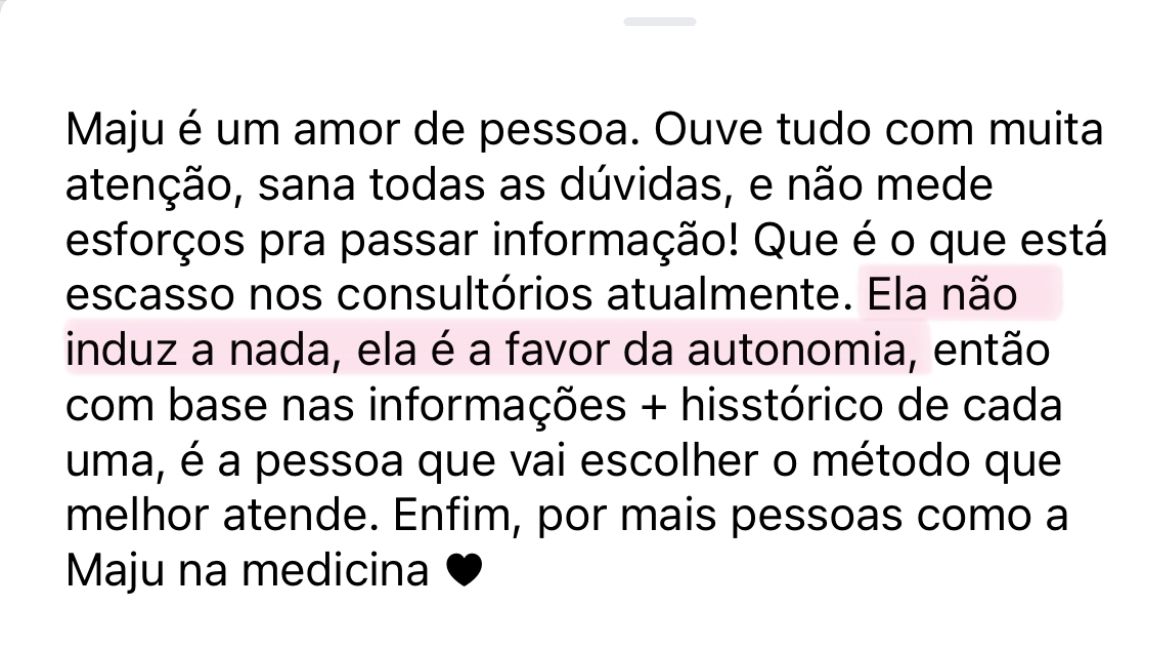 Maju é um amor de pessoa. Ouve tudo com muita
atenção, sana todas as dúvidas, e não mede
esforços pra passar informação! Que é o que está
escasso nos consultórios atualmente. Ela não
induz a nada, ela é a favor da autonomia, então
com base nas informações + hisstórico de cada
uma, é a pessoa que vai escolher o método que
melhor atende. Enfim, por mais pessoas como a
Maju na medicina ♥